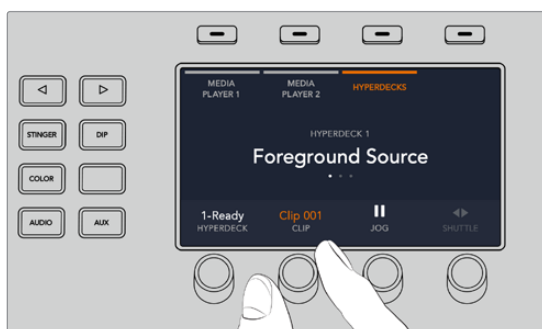 MEDIA
PLAYER 1
MEDIA
PLAYER 2
HYPERDECKS
HYPERDECK 1
Foreground Source
1-Ready
HYPERDECK
Clip 001
CLIP
JOG
SHUTTLE
STINGER
DIP
COLOR
AUDIO
AUX